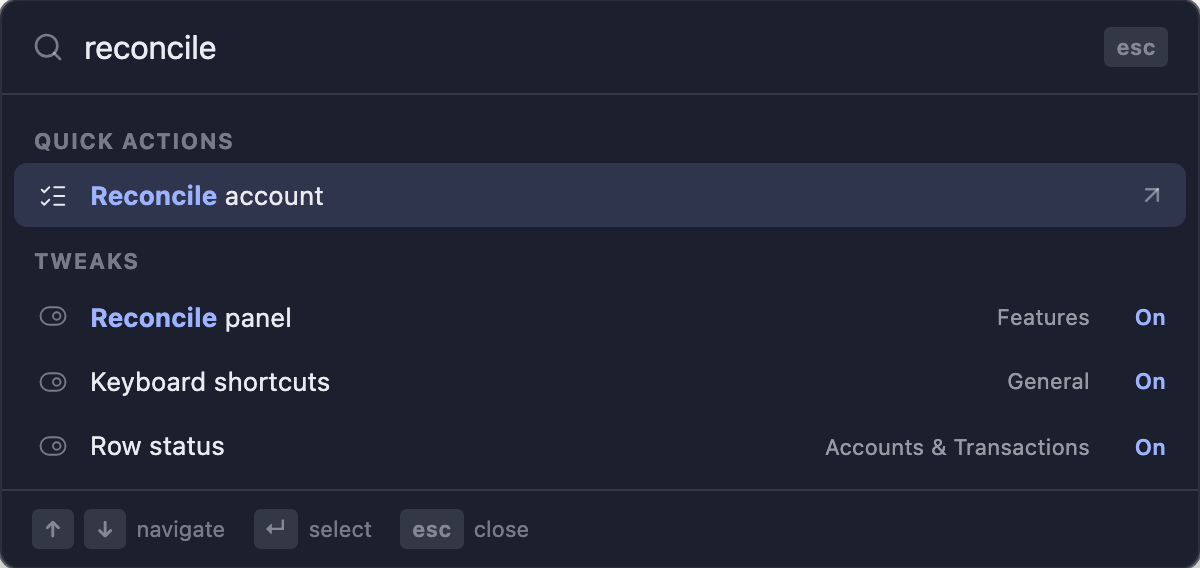 reconcile esc
QUICK ACTIONS
Reconcile account
TWEAKS
Reconcile panel Features On
Keyboard shortcuts General On
Row status Accounts & Transactions On
↑ ↓ navigate ↵ select esc close